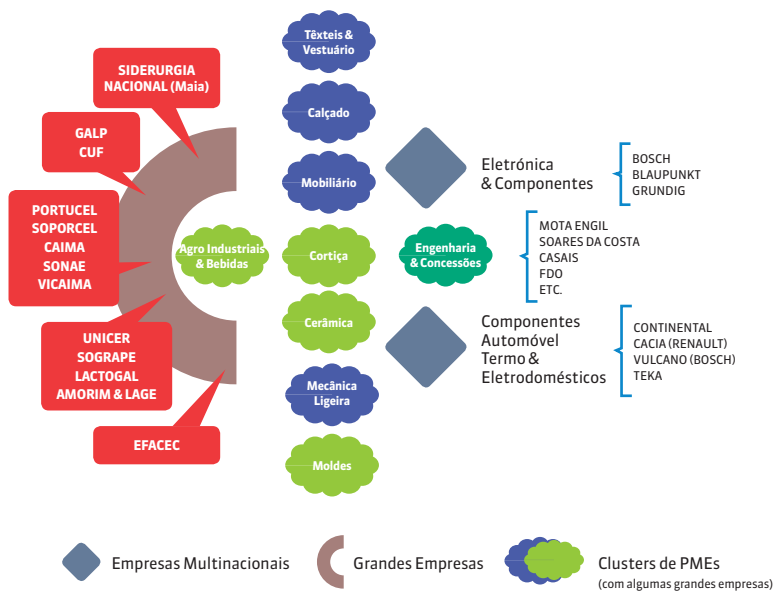 SIDERURGIA
NACIONAL (Maia)
GALP
CUF
PORTUCEL
SOPORCEL
CAIMA
SONAE
VICAIMA
UNICER
SOGRAPE
LACTOGAL
AMORIM & LAGE
EFACEC
Agro Industriais
& Bebidas
Têxteis &
Vestuário
Calçado
Mobiliário
Cortiça
Cerâmica
Mecânica
Ligeira
Moldes
Eletrónica
& Componentes
BOSCH
BLAUPUNKT
GRUNDIG
Engenharia
& Concessões
MOTA ENGIL
SOARES DA COSTA
CASAIS
FDO
ETC.
Componentes
Automóvel
Termo &
Eletrodomésticos
CONTINENTAL
CACIA (RENAULT)
VULCANO (BOSCH)
TEKA
Empresas Multinacionais
Grandes Empresas
Clusters de PMEs
(com algumas grandes empresas)